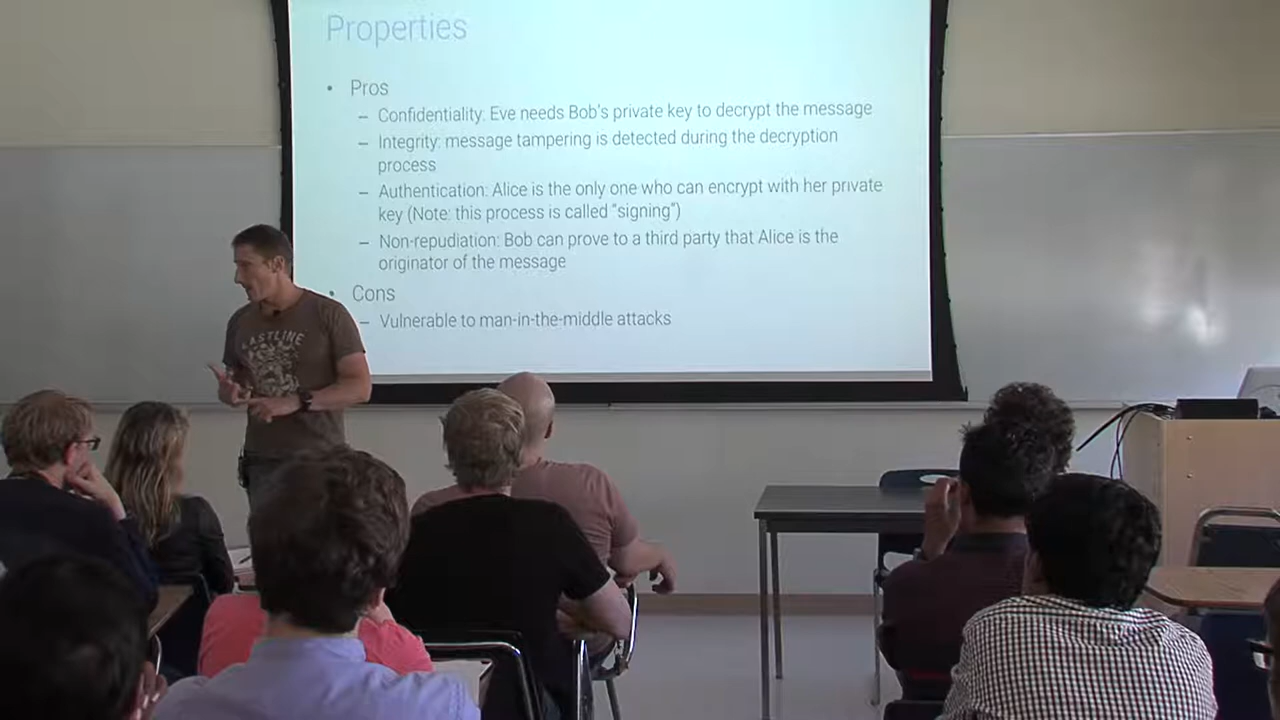 Properties
• Pros
– Confidentiality: Eve needs Bob's private key to decrypt the message
– Integrity: message tampering is detected during the decryption
process
– Authentication: Alice is the only one who can encrypt with her private
key (Note: this process is called "signing")
– Non-repudiation: Bob can prove to a third party that Alice is the
originator of the message
• Cons
– Vulnerable to man-in-the-middle attacks
LASTLINE